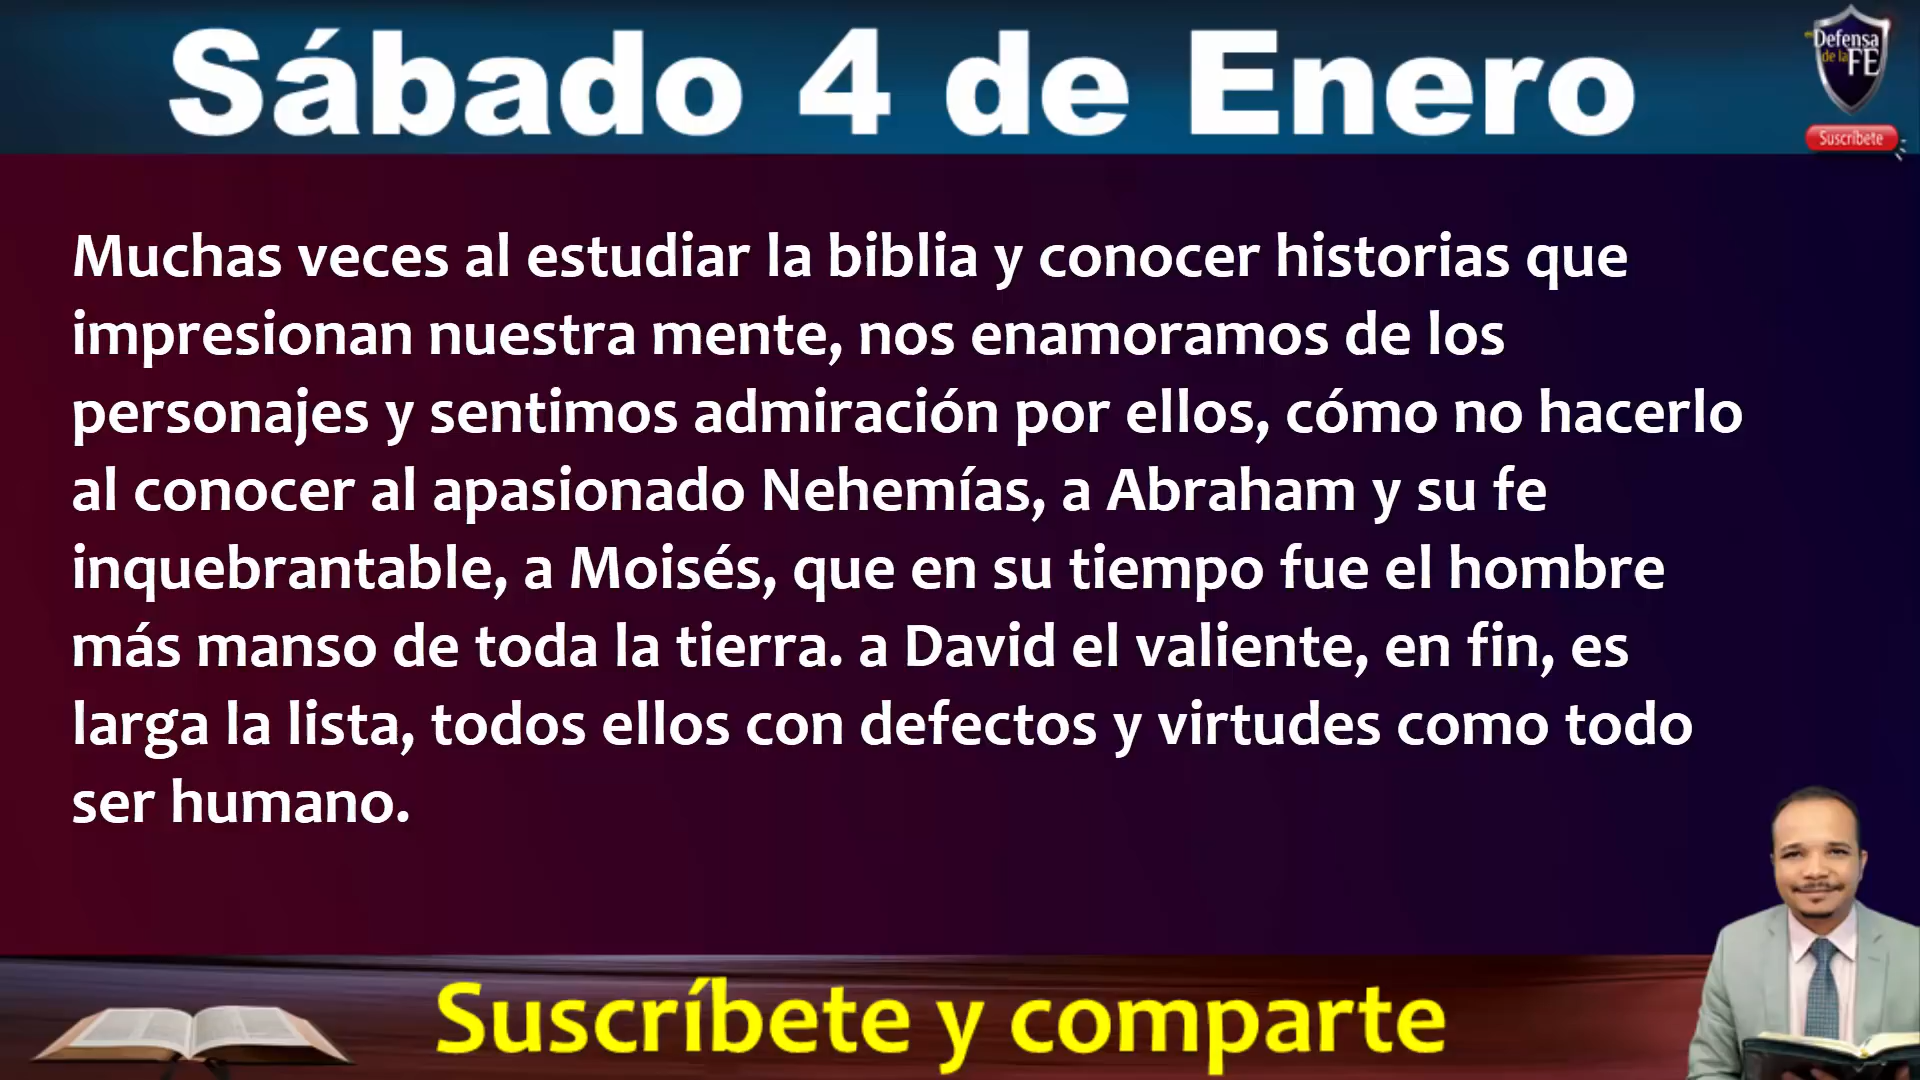 Sábado 4 de Enero
Defensa
de la FE
Suscríbete
Muchas veces al estudiar la biblia y conocer historias que
impresionan nuestra mente, nos enamoramos de los
personajes y sentimos admiración por ellos, cómo no hacerlo
al conocer al apasionado Nehemías, a Abraham y su fe
inquebrantable, a Moisés, que en su tiempo fue el hombre
más manso de toda la tierra. a David el valiente, en fin, es
larga la lista, todos ellos con defectos y virtudes como todo
ser humano.
Suscríbete y comparte